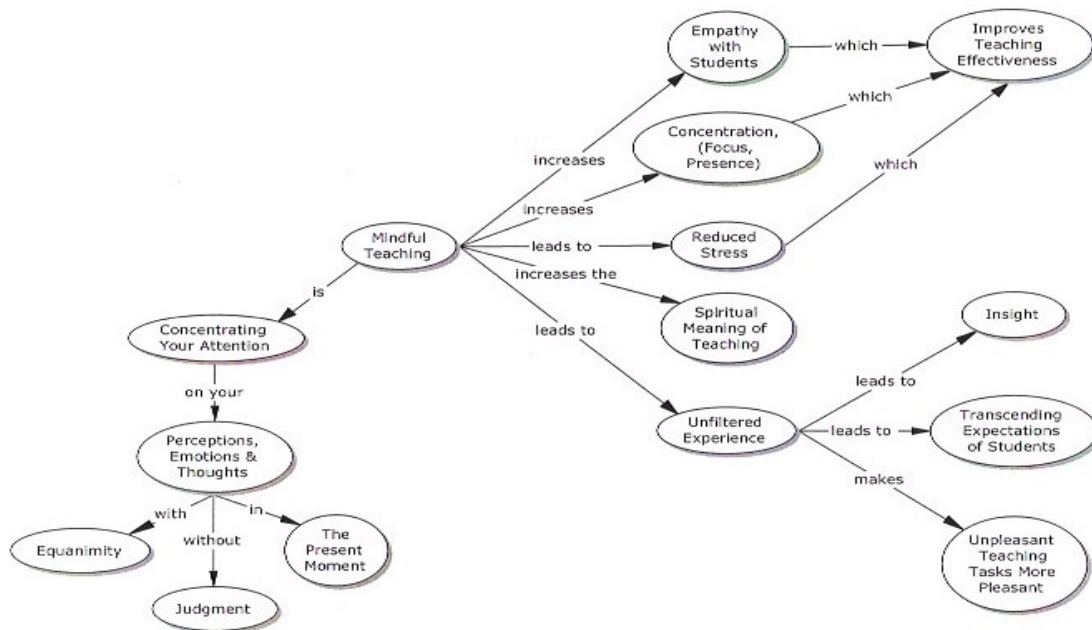 Empathy
with
Students
which
Improves
Teaching
Effectiveness
which
Concentration,
(Focus,
Presence)
increases
which
increases
Mindful
Teaching
leads to
Reduced
Stress
increases the
is
Spiritual
Meaning of
Teaching
Insight
Concentrating
Your Attention
leads to
leads to
on your
Unfiltered
Experience
leads to
Transcending
Expectations
of Students
Perceptions,
Emotions &
Thoughts
makes
with
in
without
Equanimity
The
Present
Moment
Unpleasant
Teaching
Tasks More
Pleasant
Judgment